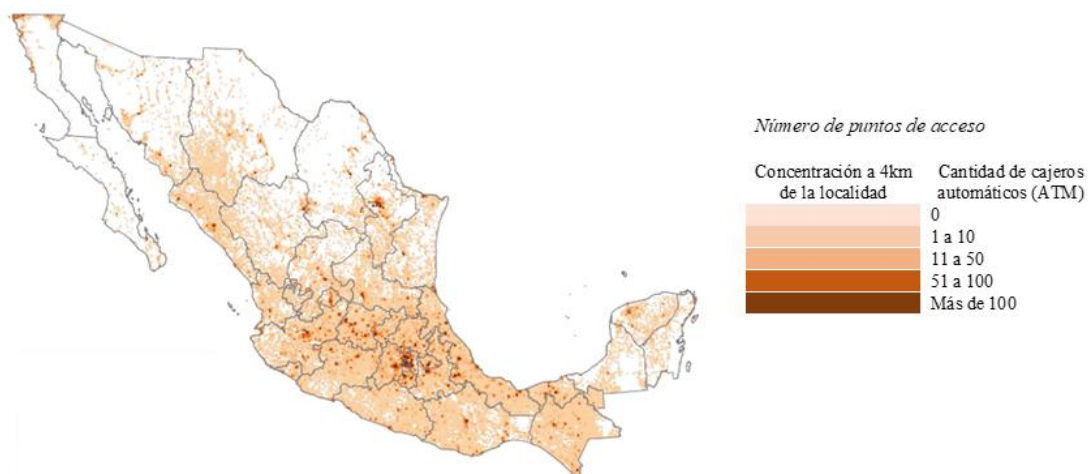 Número de puntos de acceso
Concentración a 4km Cantidad de cajeros
de la localidad automáticos (ATM)
0
1 a 10
11 a 50
51 a 100
Más de 100